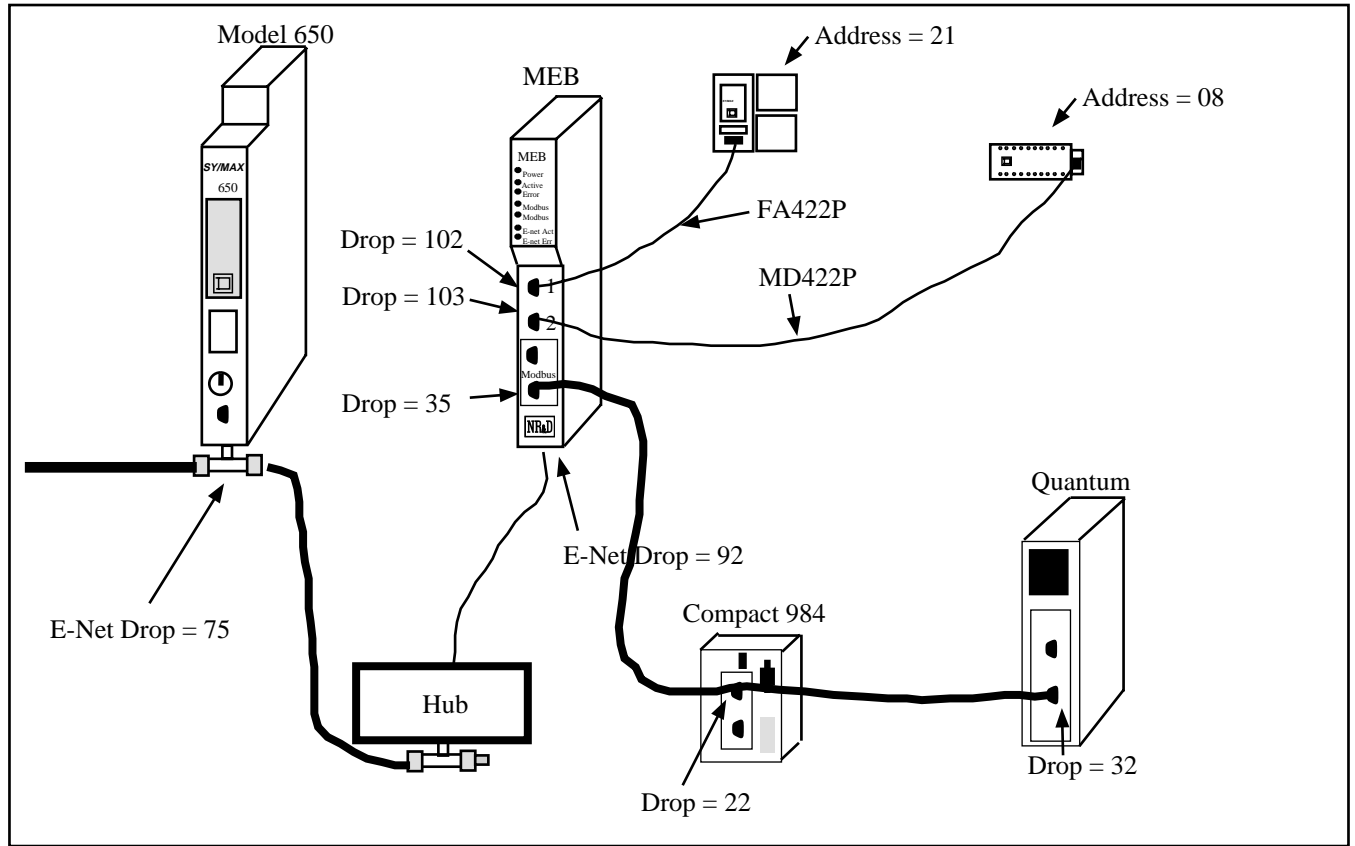 Model 650
Address = 21
MEB
Address = 08
SY/MAX
650
MEB
Power
Active
Error
Modbus
Modbus
E-net Act
E-net Err
FA422P
Drop = 102
MD422P
1
Drop = 103
2
Modbus
Drop = 35
NR&D
Quantum
E-Net Drop = 92
Compact 984
E-Net Drop = 75
Hub
Drop = 32
Drop = 22